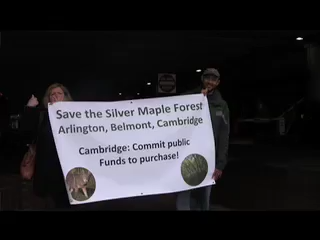 Save the Silver Maple Forest
Arlington, Belmont, Cambridge
Cambridge: Commit public
Funds to purchase!